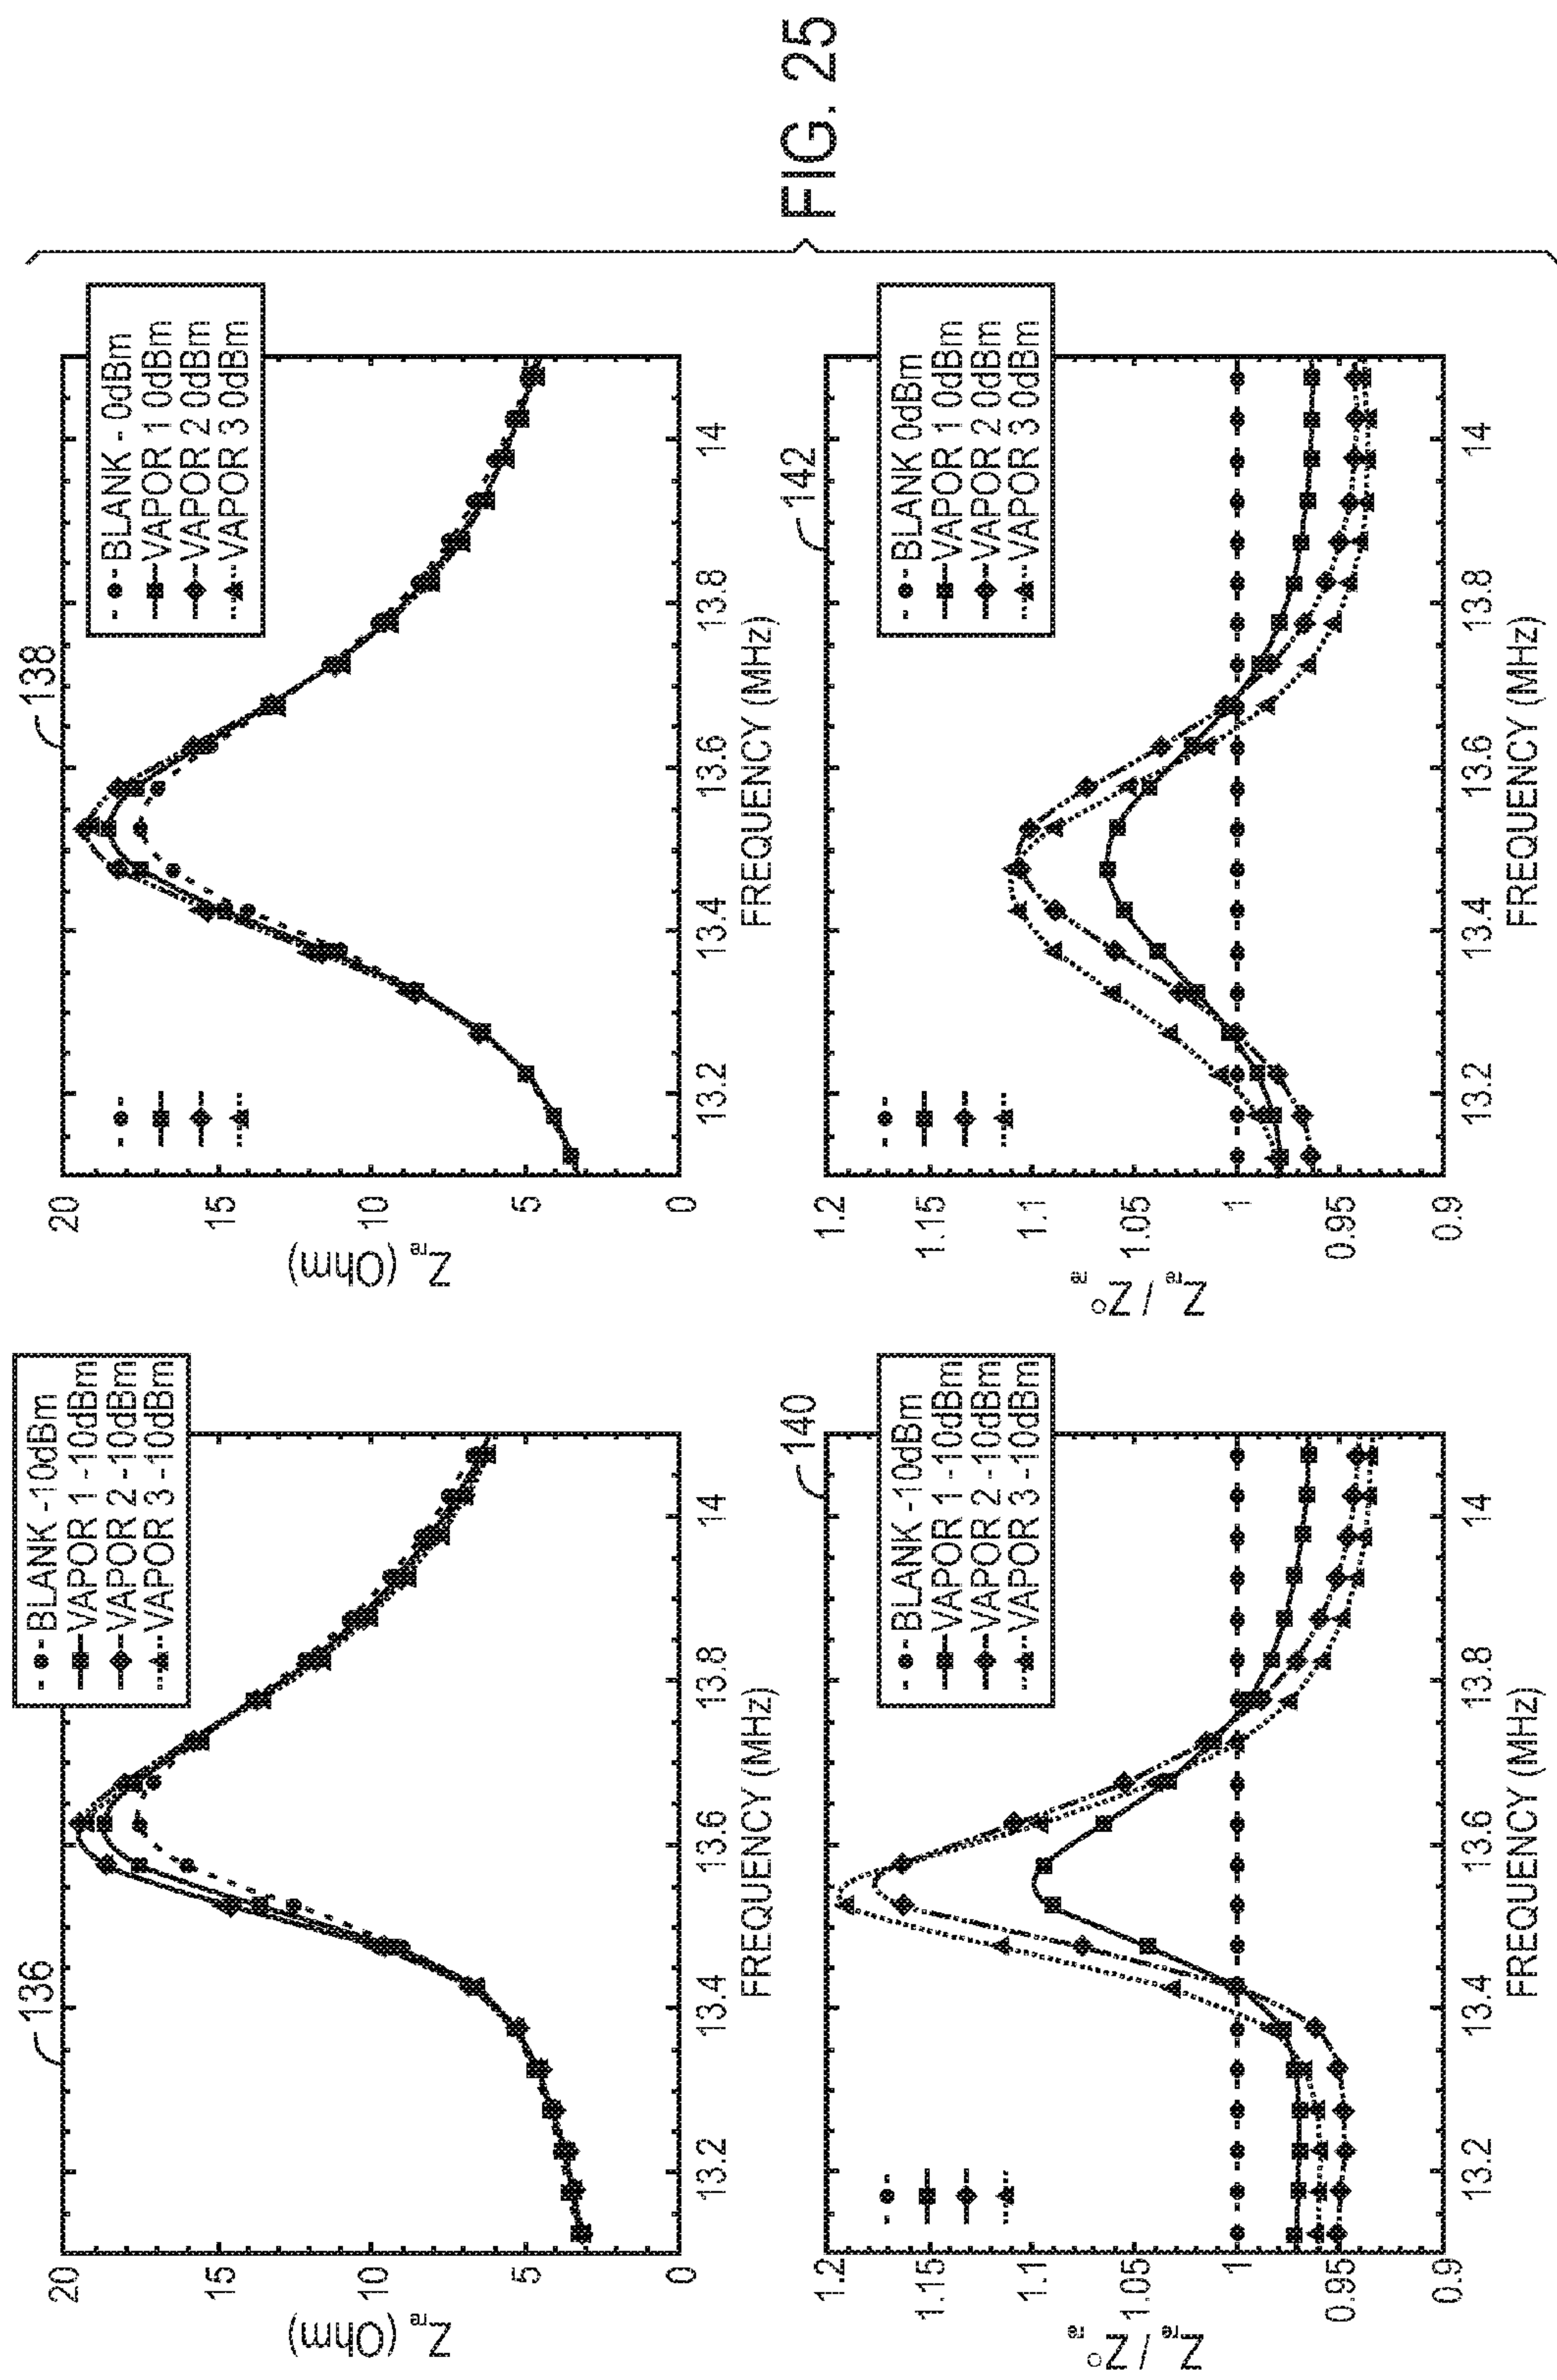 136
20
15
10
5
0
Zre (Ohm)
13.2
13.4
13.6
13.8
14
FREQUENCY (MHz)
BLANK -10dBm
VAPOR 1 -10dBm
VAPOR 2 -10dBm
VAPOR 3 -10dBm
138
20
15
10
5
0
Zre (Ohm)
13.2
13.4
13.6
13.8
14
FREQUENCY (MHz)
BLANK - 0dBm
VAPOR 1 0dBm
VAPOR 2 0dBm
VAPOR 3 0dBm
140
1.2
1.15
1.1
1.05
1
0.95
0.9
Zre / Z°re
13.2
13.4
13.6
13.8
14
FREQUENCY (MHz)
BLANK -10dBm
VAPOR 1 -10dBm
VAPOR 2 -10dBm
VAPOR 3 -10dBm
142
1.2
1.15
1.1
1.05
1
0.95
0.9
Zre / Z°re
13.2
13.4
13.6
13.8
14
FREQUENCY (MHz)
BLANK 0dBm
VAPOR 1 0dBm
VAPOR 2 0dBm
VAPOR 3 0dBm
FIG. 25